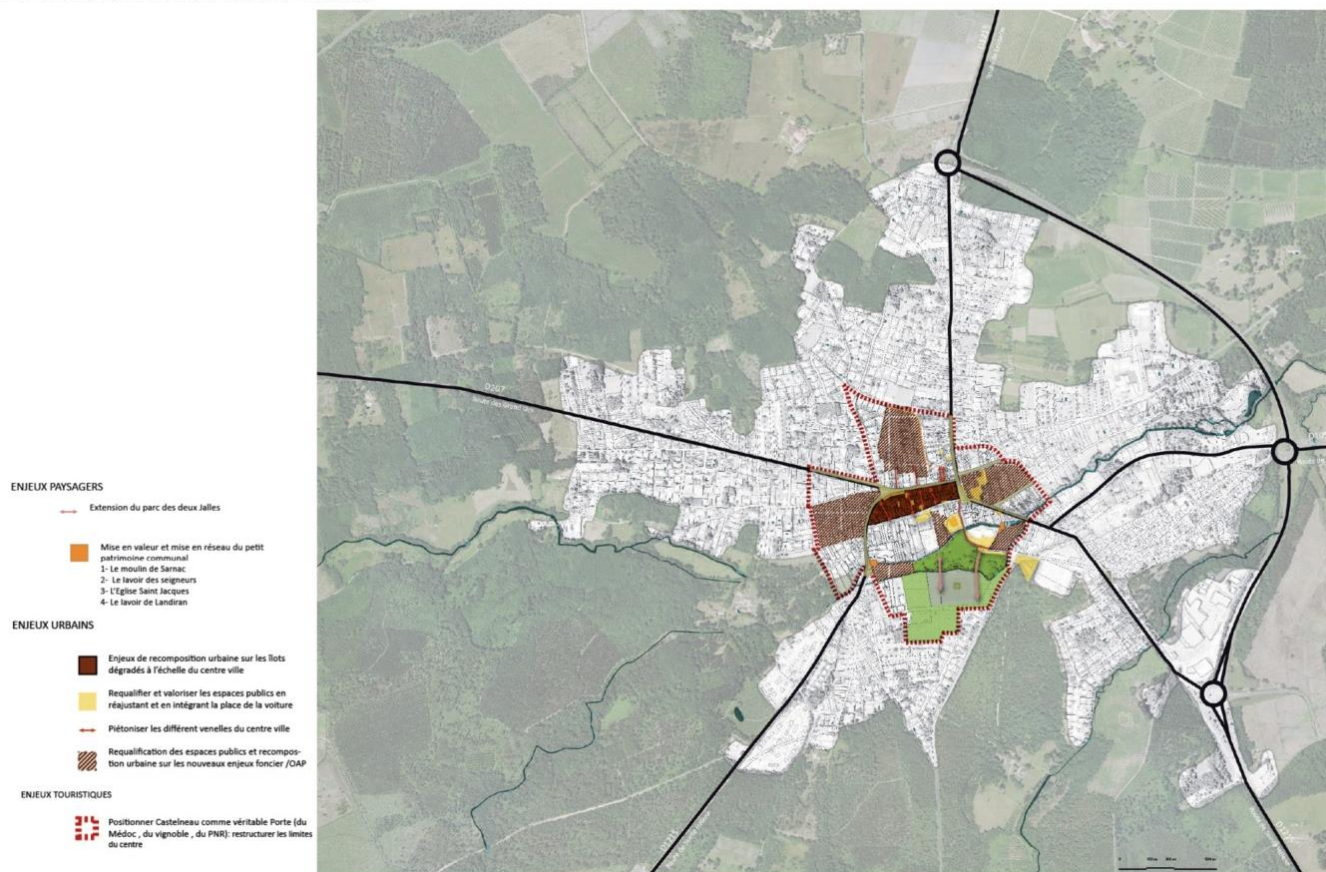 ENJEUX PAYSAGERS
Extension du parc des deux Jalles
Mise en valeur et mise en réseau du petit
patrimoine communal
1- Le moulin de Sarnac
2- Le lavoir des seigneurs
3- L'Eglise Saint Jacques
4- Le lavoir de Landiran
ENJEUX URBAINS
Enjeux de recomposition urbaine sur les îlots
dégradés à l'échelle du centre ville
Requalifier et valoriser les espaces publics en
réajustant et en intégrant la place de la voiture
Piétoniser les différent venelles du centre ville
Requalification des espaces publics et recompos-
tion urbaine sur les nouveaux enjeux foncier /OAP
ENJEUX TOURISTIQUES
Positionner Castelneau comme véritable Porte (du
Médoc , du vignoble , du PNR): restructurer les limites
du centre
D207